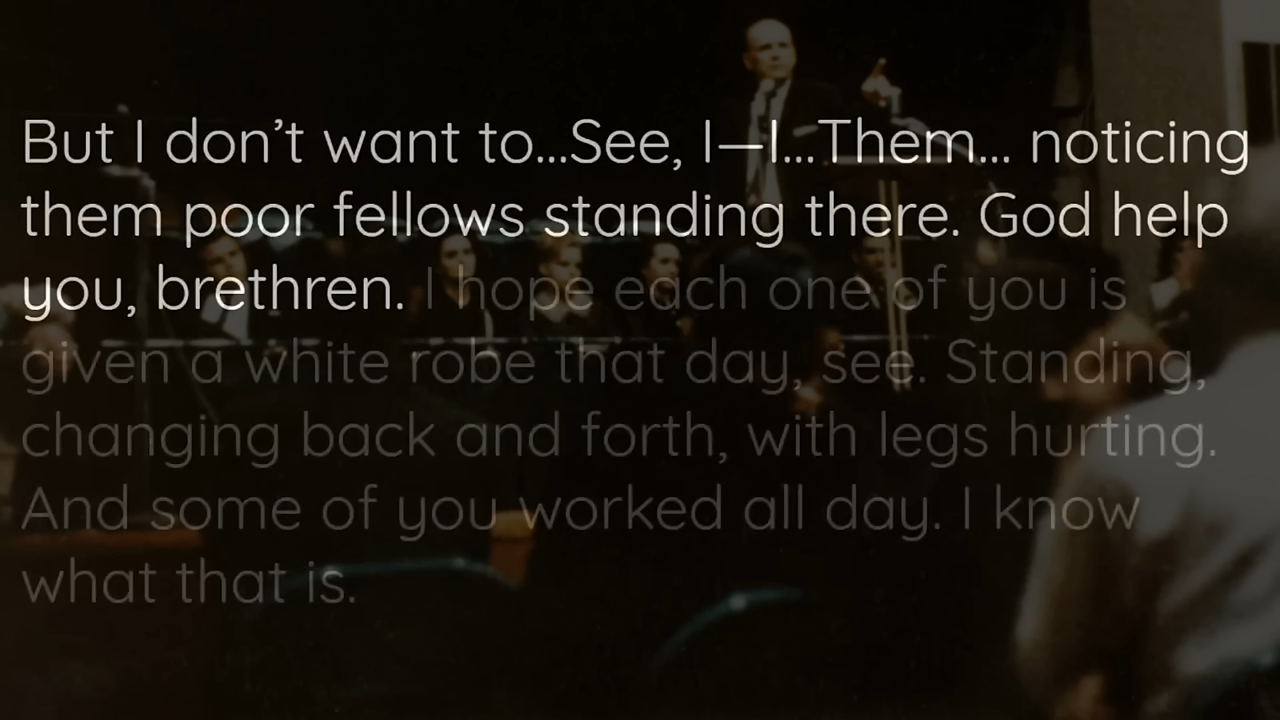 But I don’t want to...See, I—I...Them... noticing
them poor fellows standing there. God help
you, brethren. I hope each one of you is
given a white robe that day, see. Standing,
changing back and forth, with legs hurting.
And some of you worked all day. I know
what that is.